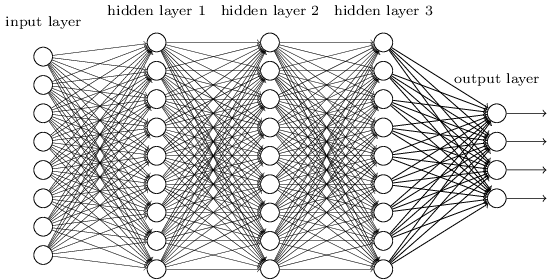 hidden layer 1
hidden layer 2
hidden layer 3
input layer
output layer